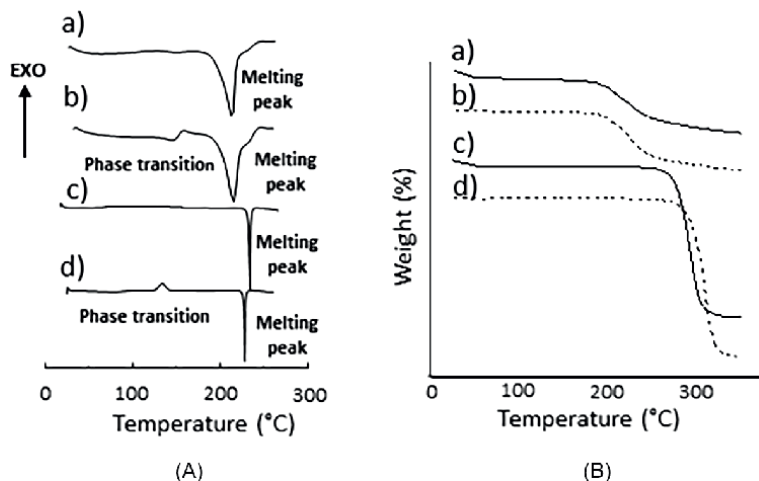 a)
EXO
Melting
peak
b)
Phase transition
Melting
peak
c)
Melting
peak
d)
Phase transition
Melting
peak
0
100
200
300
Temperature (°C)
(A)
a)
b)
c)
d)
Weight (%)
0
100
200
300
Temperature (°C)
(B)